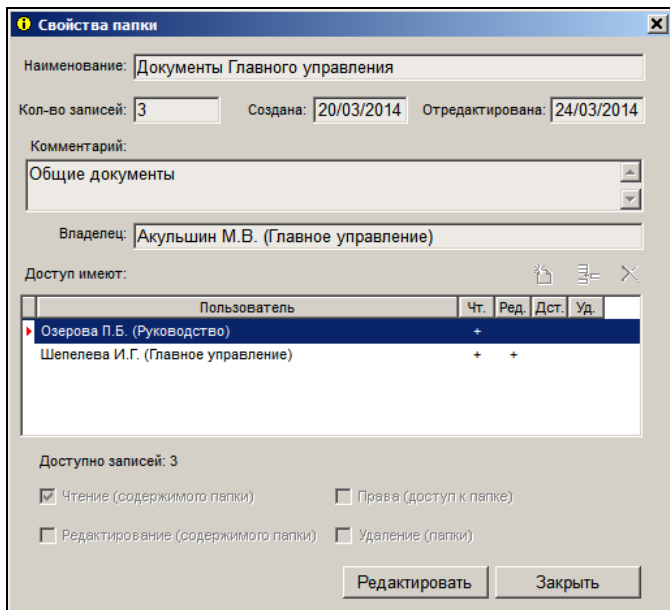 Свойства папки
Наименование: Документы Главного управления
Кол-во записей: 3 Создана: 20/03/2014 Отредактирована: 24/03/2014
Комментарий:
Общие документы
Владелец: Акульшин М.В. (Главное управление)
Доступ имеют:
Пользователь Чт. Ред. Дст. Уд.
Озерова П.Б. (Руководство) +
Шепелева И.Г. (Главное управление) + +
Доступно записей: 3
Чтение (содержимого папки) Права (доступ к папке)
Редактирование (содержимого папки) Удаление (папки)
Редактировать Закрыть